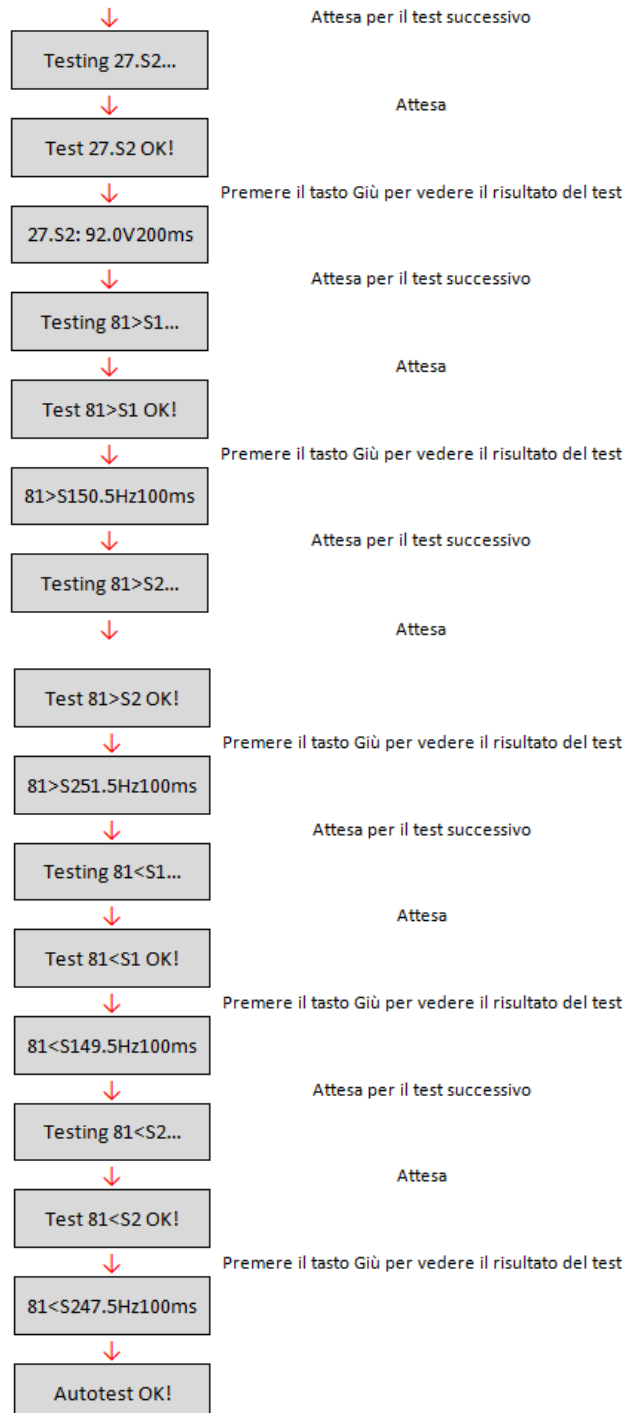 Attesa per il test successivo
Testing 27.S2...
Attesa
Test 27.S2 OK!
Premere il tasto Giù per vedere il risultato del test
27.S2: 92.0V200ms
Attesa per il test successivo
Testing 81>S1...
Attesa
Test 81>S1 OK!
Premere il tasto Giù per vedere il risultato del test
81>S150.5Hz100ms
Attesa per il test successivo
Testing 81>S2...
Attesa
Test 81>S2 OK!
Premere il tasto Giù per vedere il risultato del test
81>S251.5Hz100ms
Attesa per il test successivo
Testing 81<S1...
Attesa
Test 81<S1 OK!
Premere il tasto Giù per vedere il risultato del test
81<S149.5Hz100ms
Attesa per il test successivo
Testing 81<S2...
Attesa
Test 81<S2 OK!
Premere il tasto Giù per vedere il risultato del test
81<S247.5Hz100ms
Autotest OK!